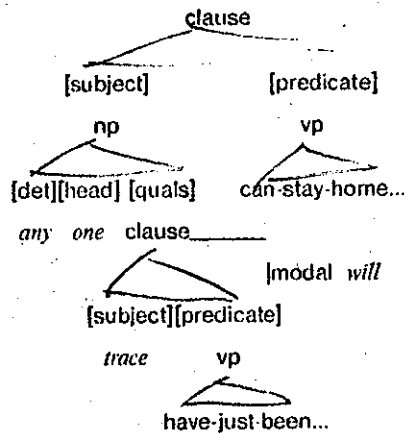 clause
[subject] [predicate]
np vp
[det][head] [quals] can-stay-home...
any one clause
|modal will
[subject][predicate]
trace vp
have-just-been...